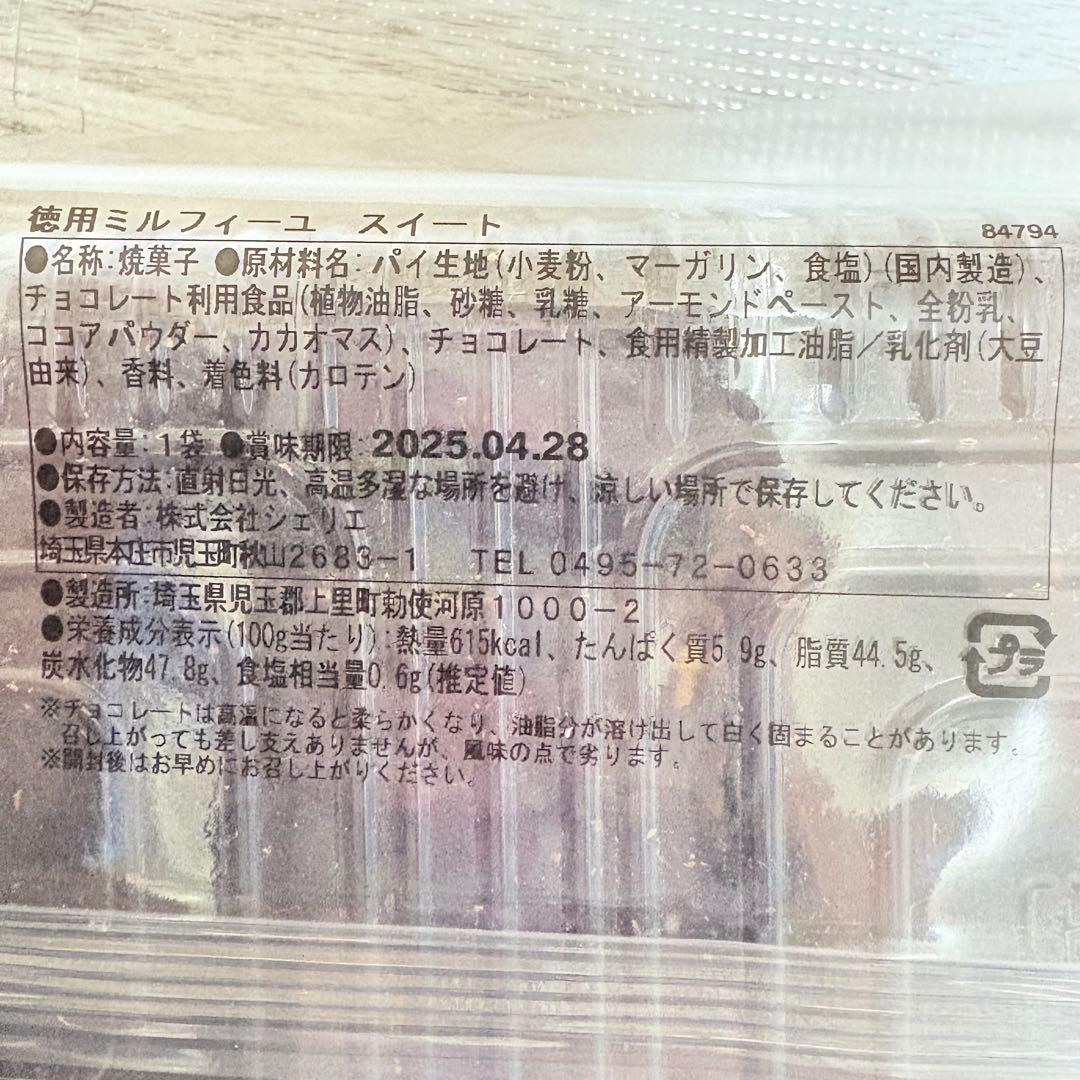 徳用ミルフィーユ スイート 84794
●名称:焼菓子 ●原材料名:パイ生地(小麦粉、マーガリン、食塩)(国内製造)、
チョコレート利用食品(植物油脂、砂糖、乳糖、アーモンドペースト、全粉乳、
ココアパウダー、カカオマス)、チョコレート、食用精製加工油脂/乳化剤(大豆
由来)、香料、着色料(カロテン)
●内容量:1袋 ●賞味期限:2025.04.28
●保存方法:直射日光、高温多湿な場所を避け、涼しい場所で保存してください。
●製造者:株式会社シェリエ
埼玉県本庄市児玉町秋山2683-1 TEL 0495-72-0633
●製造所:埼玉県児玉郡上里町勅使河原1000-2
●栄養成分表示(100g当たり):熱量615kcal、たんぱく質5.9g、脂質44.5g、
炭水化物47.8g、食塩相当量0.6g(推定値)
プラ
※チョコレートは高温になると柔らかくなり、油脂分が溶け出して白く固まることがあります。
召し上がっても差し支えありませんが、風味の点で劣ります。
※開封後はお早めにお召し上がりください。